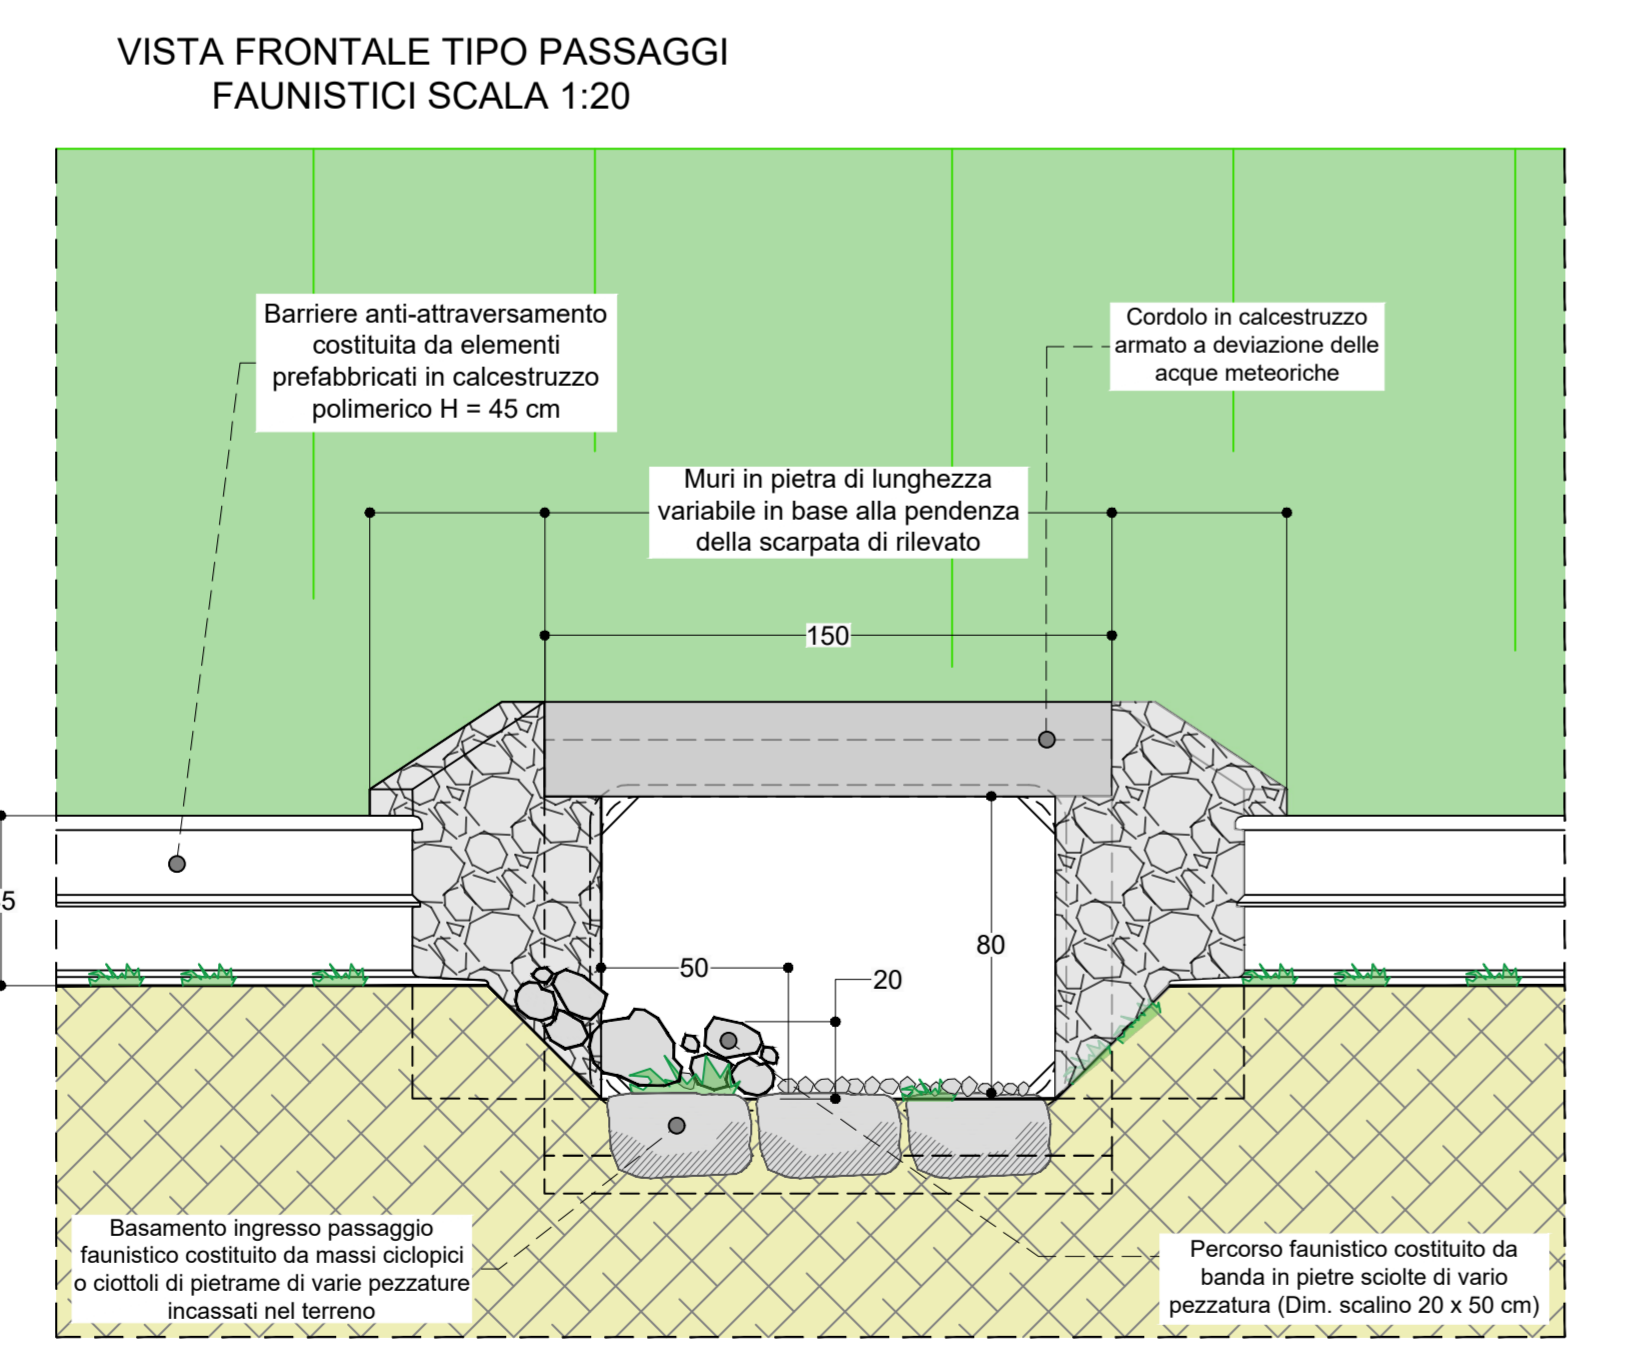 VISTA FRONTALE TIPO PASSAGGI
FAUNISTICI SCALA 1:20
Barriere anti-attraversamento
costituita da elementi
prefabbricati in calcestruzzo
polimerico H = 45 cm
Cordolo in calcestruzzo
armato a deviazione delle
acque meteoriche
Muri in pietra di lunghezza
variabile in base alla pendenza
della scarpata di rilevato
150
5
80
50
20
Basamento ingresso passaggio
faunistico costituito da massi ciclopici
o ciottoli di pietrame di varie pezzature
incassati nel terreno
Percorso faunistico costituito da
banda in pietre sciolte di vario
pezzatura (Dim. scalino 20 x 50 cm)